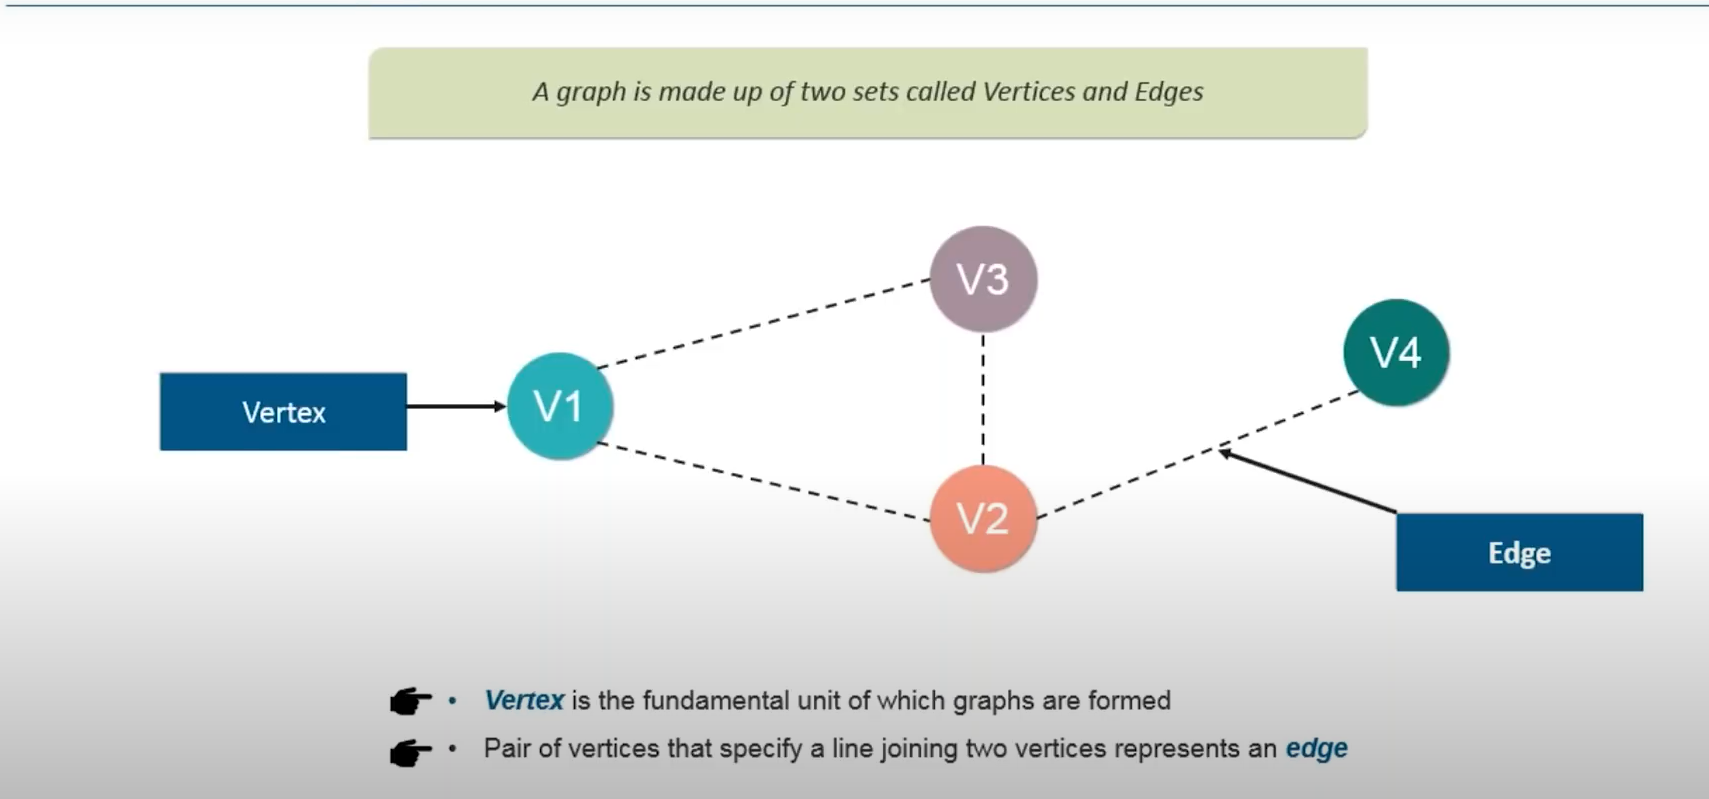 A graph is made up of two sets called Vertices and Edges
V3
V4
Vertex
V1
V2
Edge
• Vertex is the fundamental unit of which graphs are formed
• Pair of vertices that specify a line joining two vertices represents an edge